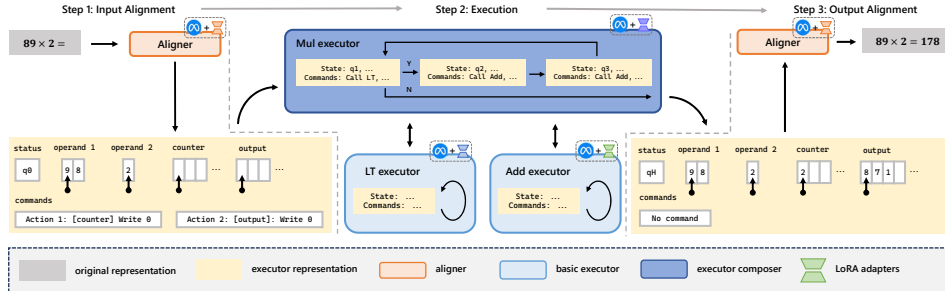 Step 1: Input Alignment
Step 2: Execution
Step 3: Output Alignment
89 × 2 =
Aligner
+
Mul executor
+
State: q1, ...
Commands: Call LT, ...
Y
N
State: q2, ...
Commands: Call Add, ...
State: q3, ...
Commands: Call Add, ...
Aligner
+
89 × 2 = 178
status
operand 1
operand 2
counter
output
q0
9 8
2
...
...
commands
Action 1: [counter] Write 0
Action 2: [output]: Write 0
LT executor
+
State: ...
Commands: ...
Add executor
+
State: ...
Commands: ...
status
operand 1
operand 2
counter
output
qH
9 8
2
2
...
8 7 1
...
commands
No command
original representation
executor representation
aligner
basic executor
executor composer
LoRA adapters